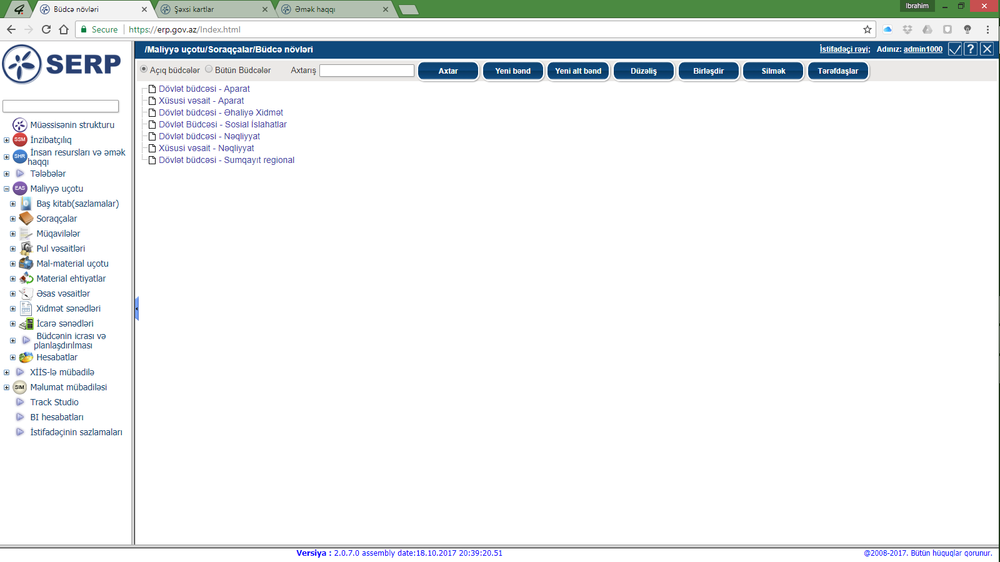 Büdcə növləri
Şəxsi kartlar
Əmək haqqı
Ibrahim
Secure
https://erp.gov.az/Index.html
SERP
/Maliyyə uçotu/Soraqçalar/Büdcə növləri
İstifadəçi rəyi; Adınız: admin1000
Açıq büdcələr Bütün Büdcələr Axtarış Axtar Yeni bənd Yeni alt bənd Düzəliş Birləşdir Silmək Tərəfdaşlar
Müəssisənin strukturu
SSM İnzibatçılıq
SHR İnsan resursları və əmək
haqqı
Tələbələr
EAS Maliyyə uçotu
Baş kitab(sazlamalar)
Soraqçalar
Müqavilələr
Pul vəsaitləri
Mal-material uçotu
Material ehtiyatlar
Əsas vəsaitlər
Xidmət sənədləri
İcarə sənədləri
Büdcənin icrası və
planlaşdırılması
Hesabatlar
XİİS-lə mübadilə
SIM Məlumat mübadiləsi
Track Studio
BI hesabatları
İstifadəçinin sazlamaları
Dövlət büdcəsi - Aparat
Xüsusi vəsait - Aparat
Dövlət büdcəsi - Əhaliyə Xidmət
Dövlət Büdcəsi - Sosial İslahatlar
Dövlət büdcəsi - Nəqliyyat
Xüsusi vəsait - Nəqliyyat
Dövlət büdcəsi - Sumqayıt regional
Versiya : 2.0.7.0 assembly date:18.10.2017 20:39:20.51
@2008-2017. Bütün hüquqlar qorunur.